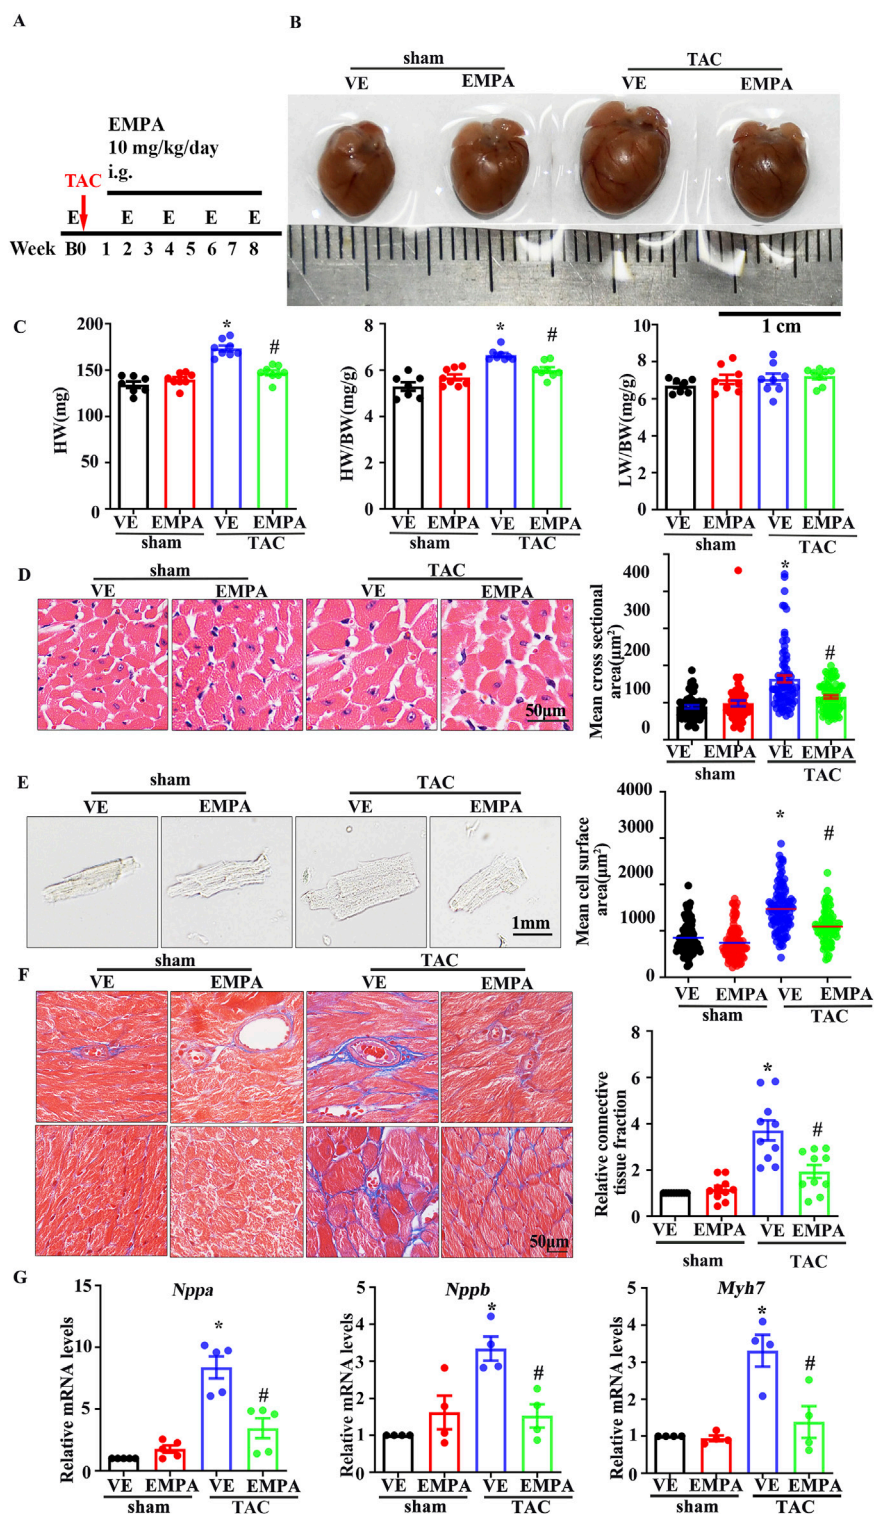 A
EMPA
10 mg/kg/day
i.g.
TAC
E E E E E
Week B0 1 2 3 4 5 6 7 8
B
sham TAC
VE EMPA VE EMPA
1 cm
C
HW(mg)
200
150
100
50
0
VE EMPA VE EMPA
sham TAC
* #
HW/BW(mg/g)
8
6
4
2
0
VE EMPA VE EMPA
sham TAC
* #
LW/BW(mg/g)
10
8
6
4
2
0
VE EMPA VE EMPA
sham TAC
D
sham TAC
VE EMPA VE EMPA
50μm
Mean cross sectional
area(μm²)
400
300
200
100
0
* #
VE EMPA VE EMPA
sham TAC
E
sham TAC
VE EMPA VE EMPA
1mm
Mean cell surface
area(μm²)
4000
3000
2000
1000
0
* #
VE EMPA VE EMPA
sham TAC
F
sham TAC
VE EMPA VE EMPA
50μm
Relative connective
tissue fraction
8
6
4
2
0
* #
VE EMPA VE EMPA
sham TAC
G
Nppa
Relative mRNA levels
15
10
5
0
* #
VE EMPA VE EMPA
sham TAC
Nppb
Relative mRNA levels
5
4
3
2
1
0
* #
VE EMPA VE EMPA
sham TAC
Myh7
Relative mRNA levels
5
4
3
2
1
0
* #
VE EMPA VE EMPA
sham TAC